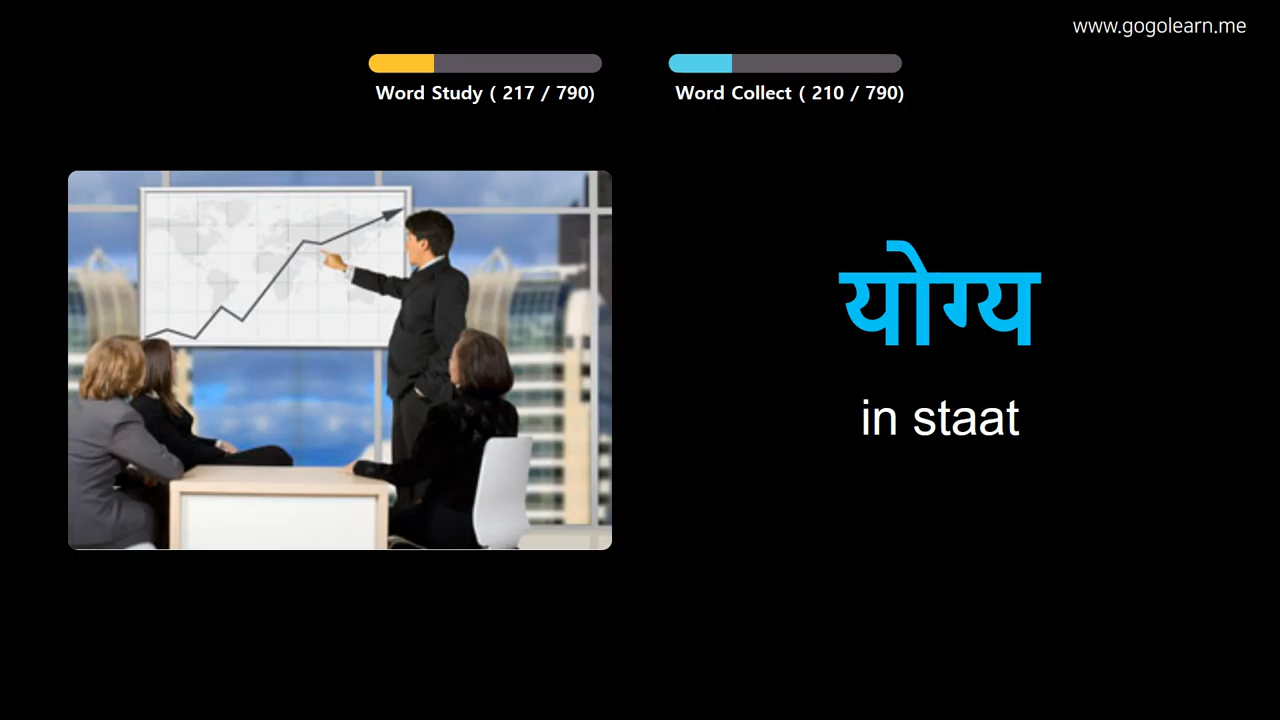 www.gogolearn.me
Word Study ( 217 / 790)
Word Collect ( 210 / 790)
योग्य
in staat